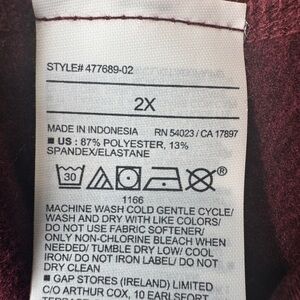 STYLE# 477689-02
2X
MADE IN INDONESIA RN 54023 / CA 17897
■ US : 87% POLYESTER, 13%
SPANDEX/ELASTANE
30
1166
MACHINE WASH COLD GENTLE CYCLE/
WASH AND DRY WITH LIKE COLORS/
DO NOT USE FABRIC SOFTENER/
ONLY NON-CHLORINE BLEACH WHEN
NEEDED/ TUMBLE DRY LOW/ COOL
IRON/ DO NOT IRON LABEL/ DO NOT
DRY CLEAN
■ GAP STORES (IRELAND) LIMITED
C/O ARTHUR COX, 10 EARLSFORT